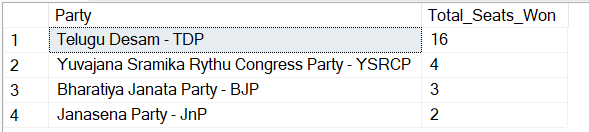 Party Total_Seats_Won
1 Telugu Desam - TDP 16
2 Yuvajana Sramika Rythu Congress Party - YSRCP 4
3 Bharatiya Janata Party - BJP 3
4 Janasena Party - JnP 2